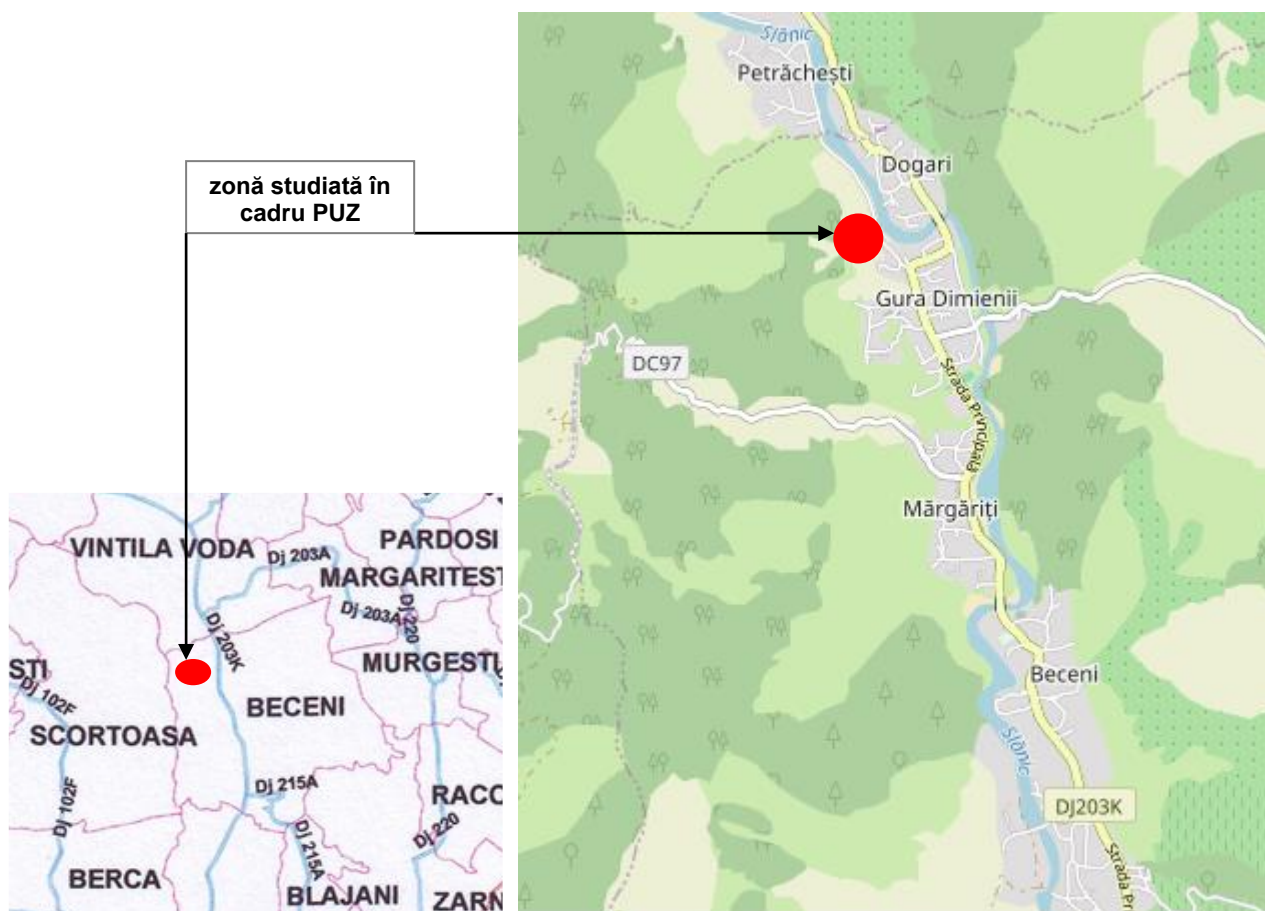 zonă studiată în
cadru PUZ
Slănic
Petrăchești
Dogari
Gura Dimienii
DC97
Strada Principală
Mărgăriți
Beceni
Slănic
DJ203K
Strada Pri
VINTILA VODA
Dj 203A
PARDOSI
MARGARITEST
Dj 203A
Dj 220
Dj 203K
MURGESTI
STI
Dj 102F
BECENI
SCORTOASA
Dj 215A
RACO
Dj 220
Dj 102F
Dj 215A
BERCA
BLAJANI
ZARN